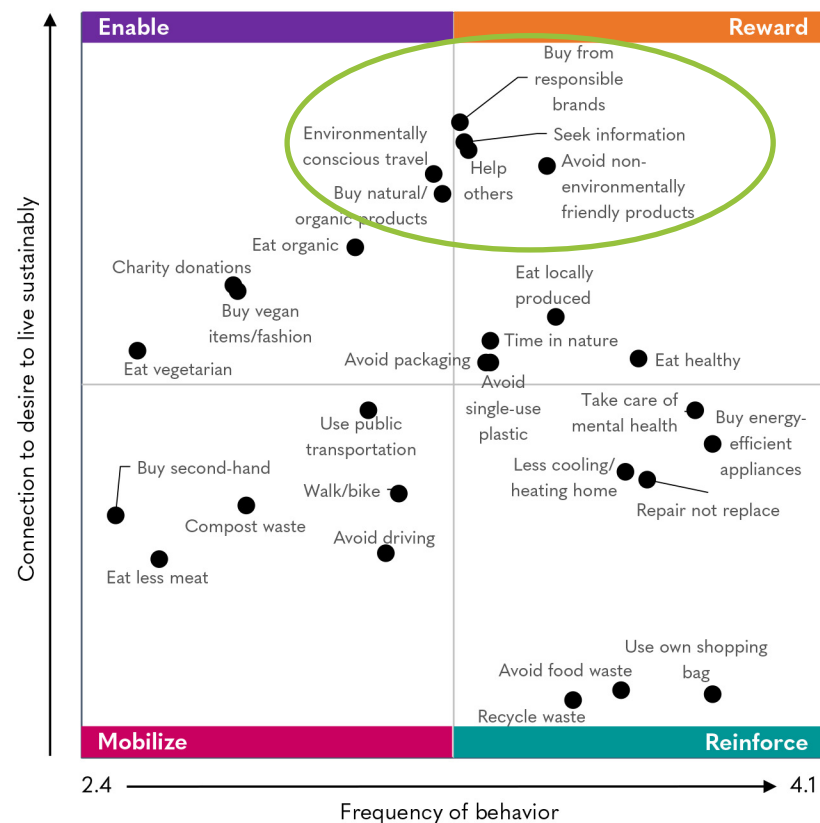 Enable
Reward
Buy from
responsible
brands
Environmentally
conscious travel
Seek information
Help
others
Avoid non-
environmentally
friendly products
Buy natural/
organic products
Eat organic
Charity donations
Buy vegan
items/fashion
Eat vegetarian
Eat locally
produced
Time in nature
Avoid packaging
Eat healthy
Avoid
single-use
plastic
Take care of
mental health
Buy energy-
efficient
appliances
Use public
transportation
Buy second-hand
Walk/bike
Less cooling/
heating home
Repair not replace
Compost waste
Avoid driving
Eat less meat
Use own shopping
bag
Avoid food waste
Recycle waste
Mobilize
Reinforce
Connection to desire to live sustainably
2.4
4.1
Frequency of behavior